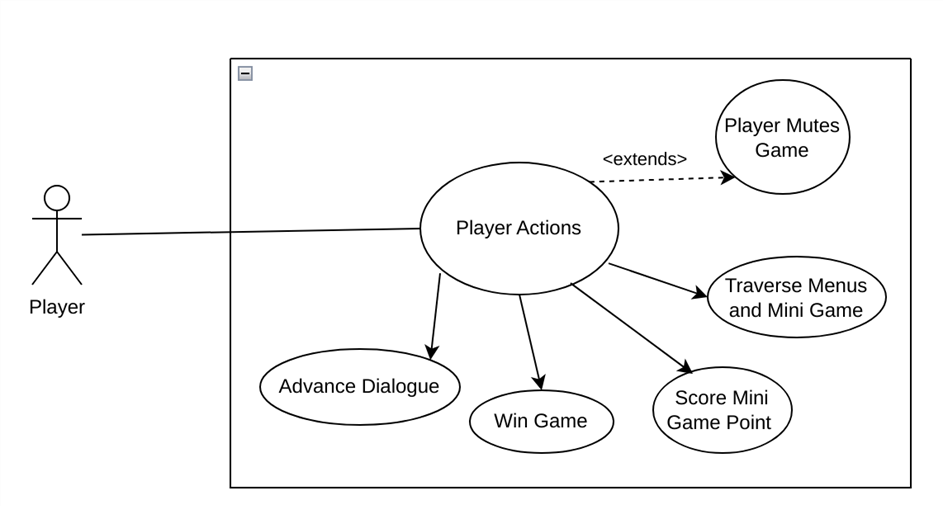 Player Mutes
Game
<extends>
Player Actions
Traverse Menus
and Mini Game
Player
Advance Dialogue
Score Mini
Game Point
Win Game